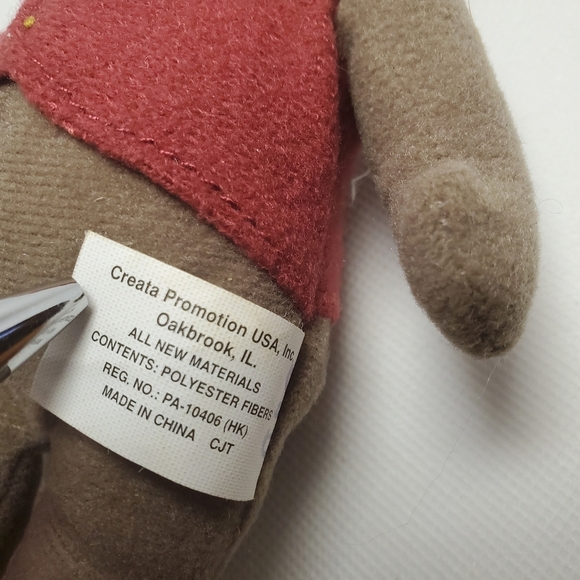 Creata Promotion USA, Inc.
Oakbrook, IL.
ALL NEW MATERIALS
CONTENTS: POLYESTER FIBERS
REG. NO.: PA-10406 (HK)
MADE IN CHINA CJT